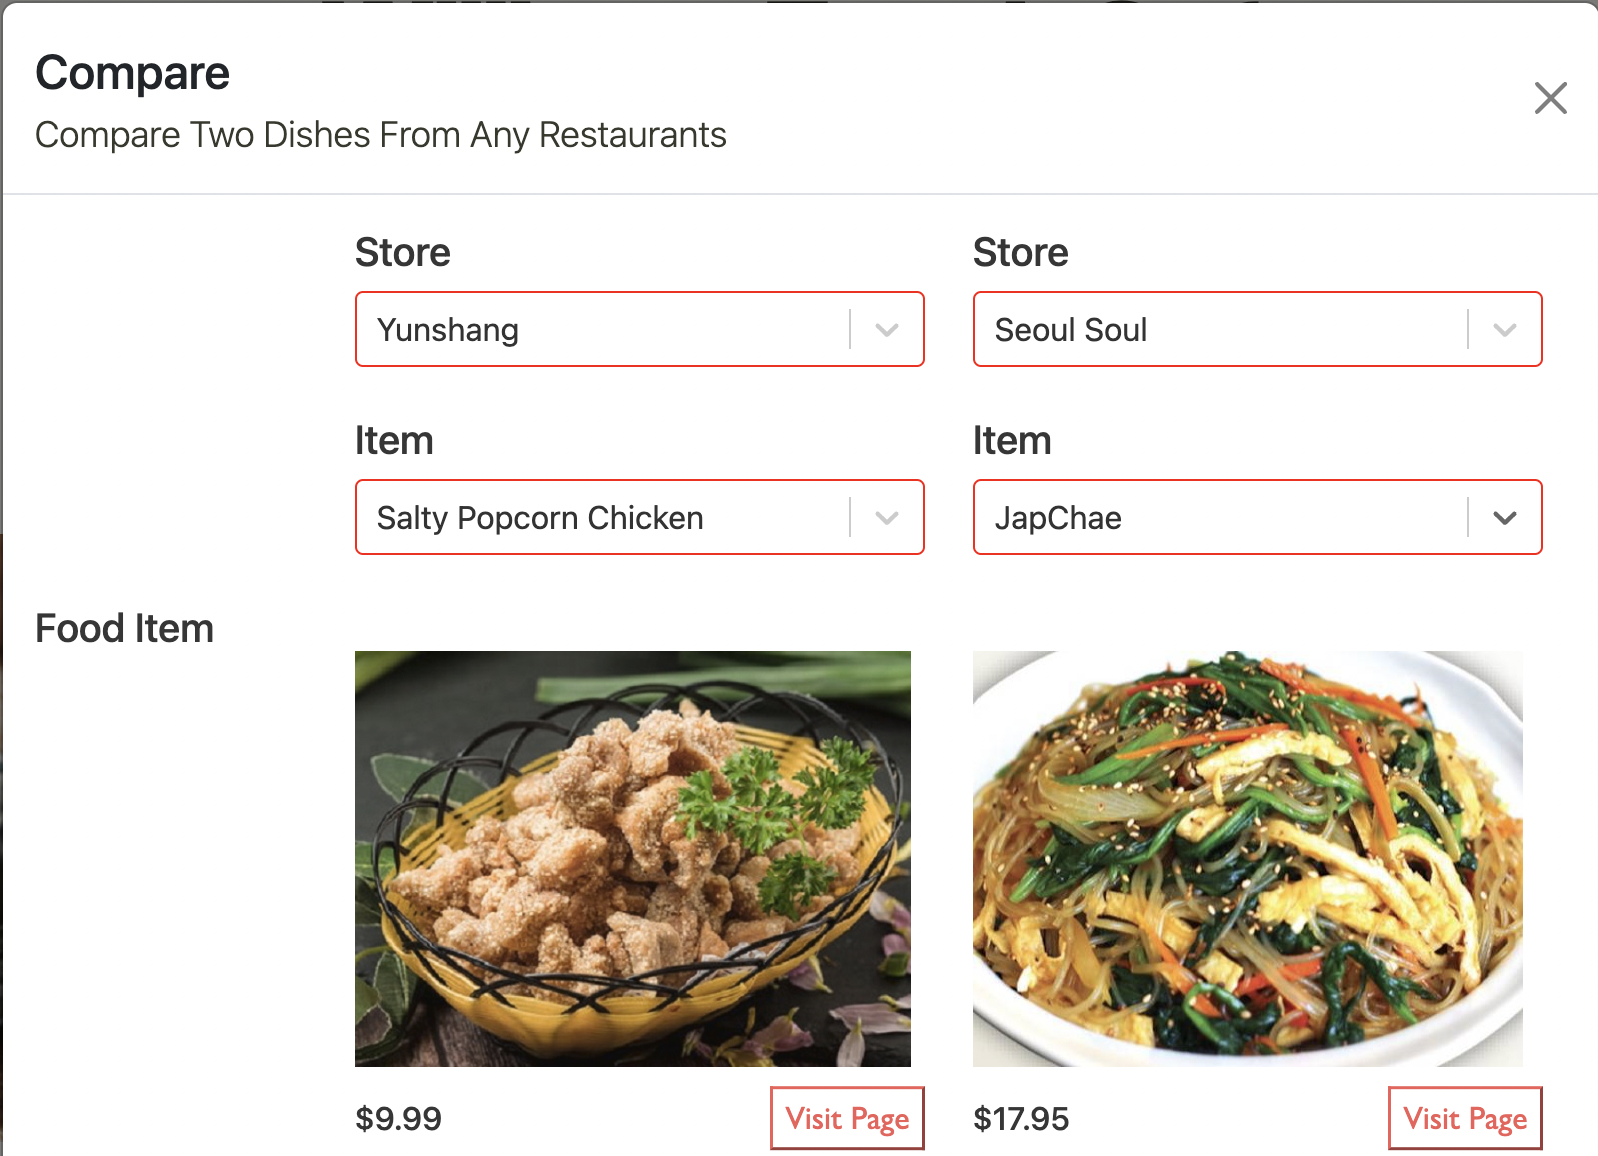 Compare
Compare Two Dishes From Any Restaurants
Store
Store
Yunshang
Seoul Soul
Item
Item
Salty Popcorn Chicken
JapChae
Food Item
$9.99
Visit Page
$17.95
Visit Page